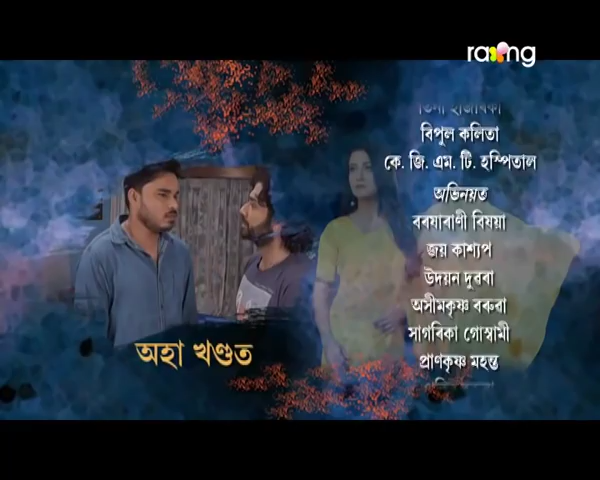 rang
বিপুল কলিতা
কে. জি. এম. টি. হস্পিতাল
অভিনয়ত
বৰষাৰাণী বিষয়া
জয় কাশ্যপ
উদয়ন দুৱৰা
অসীমকৃষ্ণ বৰুৱা
সাগৰিকা গোস্বামী
প্ৰাণকৃষ্ণ মহন্ত
অহা খণ্ডত